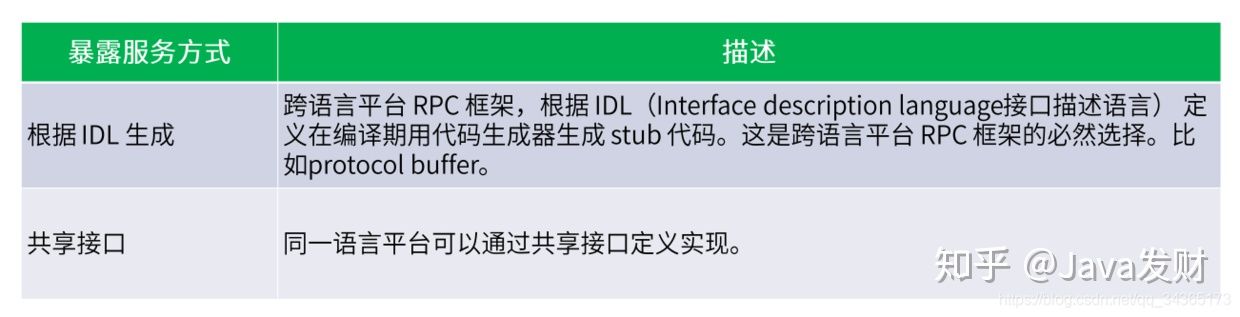 暴露服务方式
描述
根据 IDL 生成
跨语言平台 RPC 框架，根据 IDL（Interface description language接口描述语言） 定
义在编译期用代码生成器生成 stub 代码。这是跨语言平台 RPC 框架的必然选择。比
如protocol buffer。
共享接口
同一语言平台可以通过共享接口定义实现。
知乎 @Java发财
https://blog.csdn.net/qq_34365173